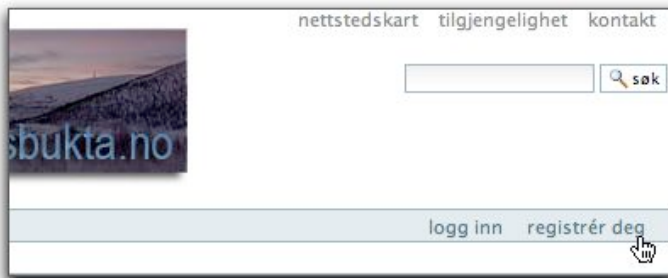 nettstedskart tilgjengelighet kontakt
søk
sbukta.no
logg inn registrér deg